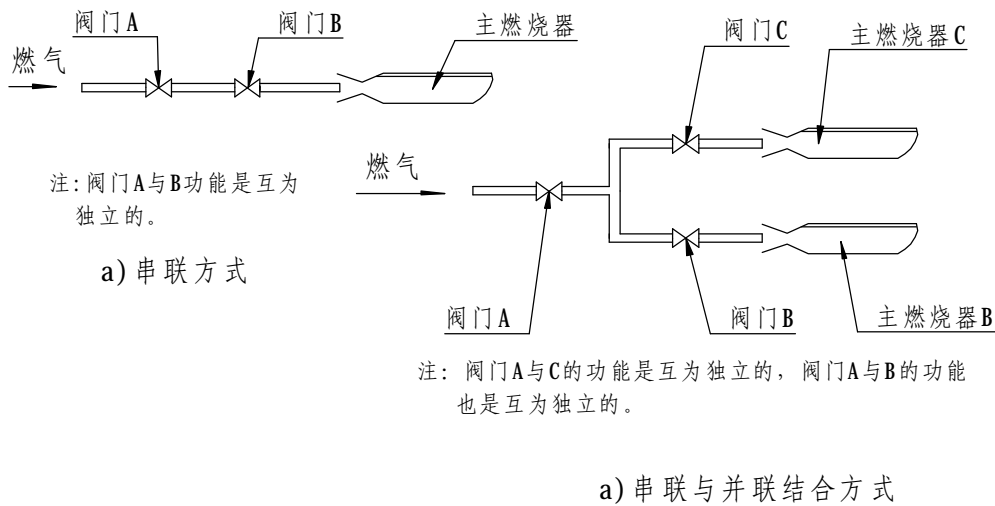 阀门A
阀门B
主燃烧器
燃气
注:阀门A与B功能是互为
独立的。
a)串联方式
阀门C
主燃烧器C
燃气
阀门A
阀门B
主燃烧器B
注: 阀门A与C的功能是互为独立的, 阀门A与B的功能
也是互为独立的。
a)串联与并联结合方式